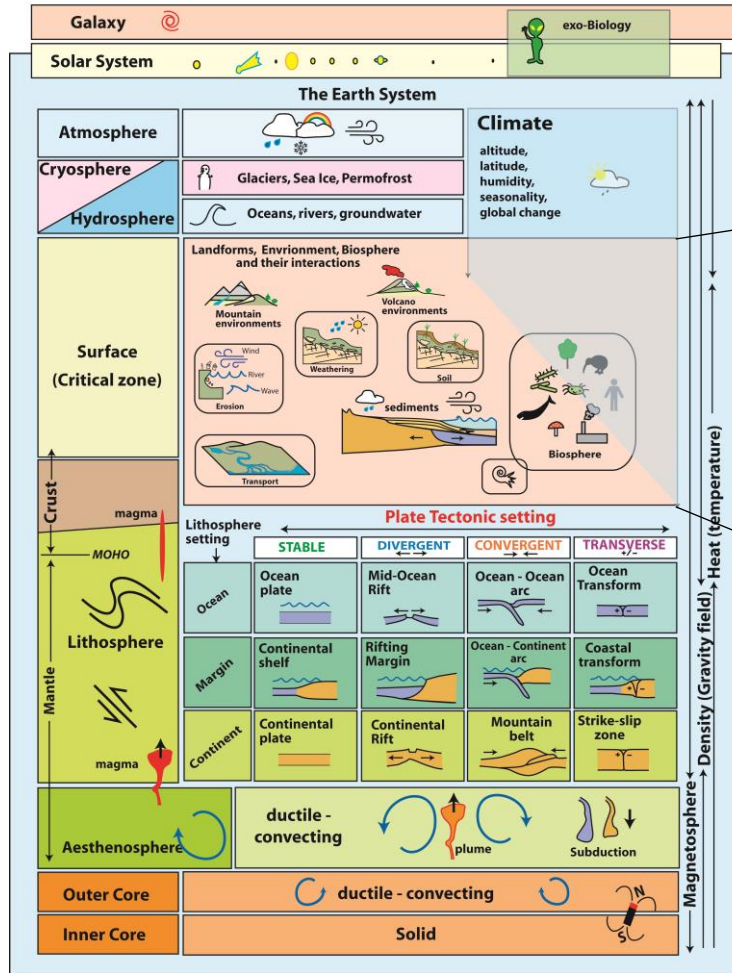 Galaxy
exo-Biology
Solar System
The Earth System
Atmosphere
Climate
altitude,
latitude,
humidity,
seasonality,
global change
Cryosphere
Hydrosphere
Glaciers, Sea Ice, Permofrost
Oceans, rivers, groundwater
Surface
(Critical zone)
Landforms, Envrionment, Biosphere
and their interactions
Mountain
environments
Volcano
environments
Wind
River
Wave
Erosion
Weathering
Soil
sediments
Transport
Biosphere
Crust
magma
MOHO
Lithosphere
Mantle
magma
Lithosphere
setting
Plate Tectonic setting
STABLE
DIVERGENT
CONVERGENT
TRANSVERSE
+/-
Ocean
Ocean
plate
Mid-Ocean
Rift
Ocean - Ocean
arc
Ocean
Transform
+ -
Margin
Continental
shelf
Rifting
Margin
Ocean - Continent
arc
Coastal
transform
+ -
Continent
Continental
plate
Continental
Rift
Mountain
belt
Strike-slip
zone
+ -
Aesthenosphere
ductile -
convecting
plume
Subduction
Outer Core
ductile - convecting
Inner Core
Solid
N
S
Magnetosphere
Density (Gravity field)
Heat (temperature)